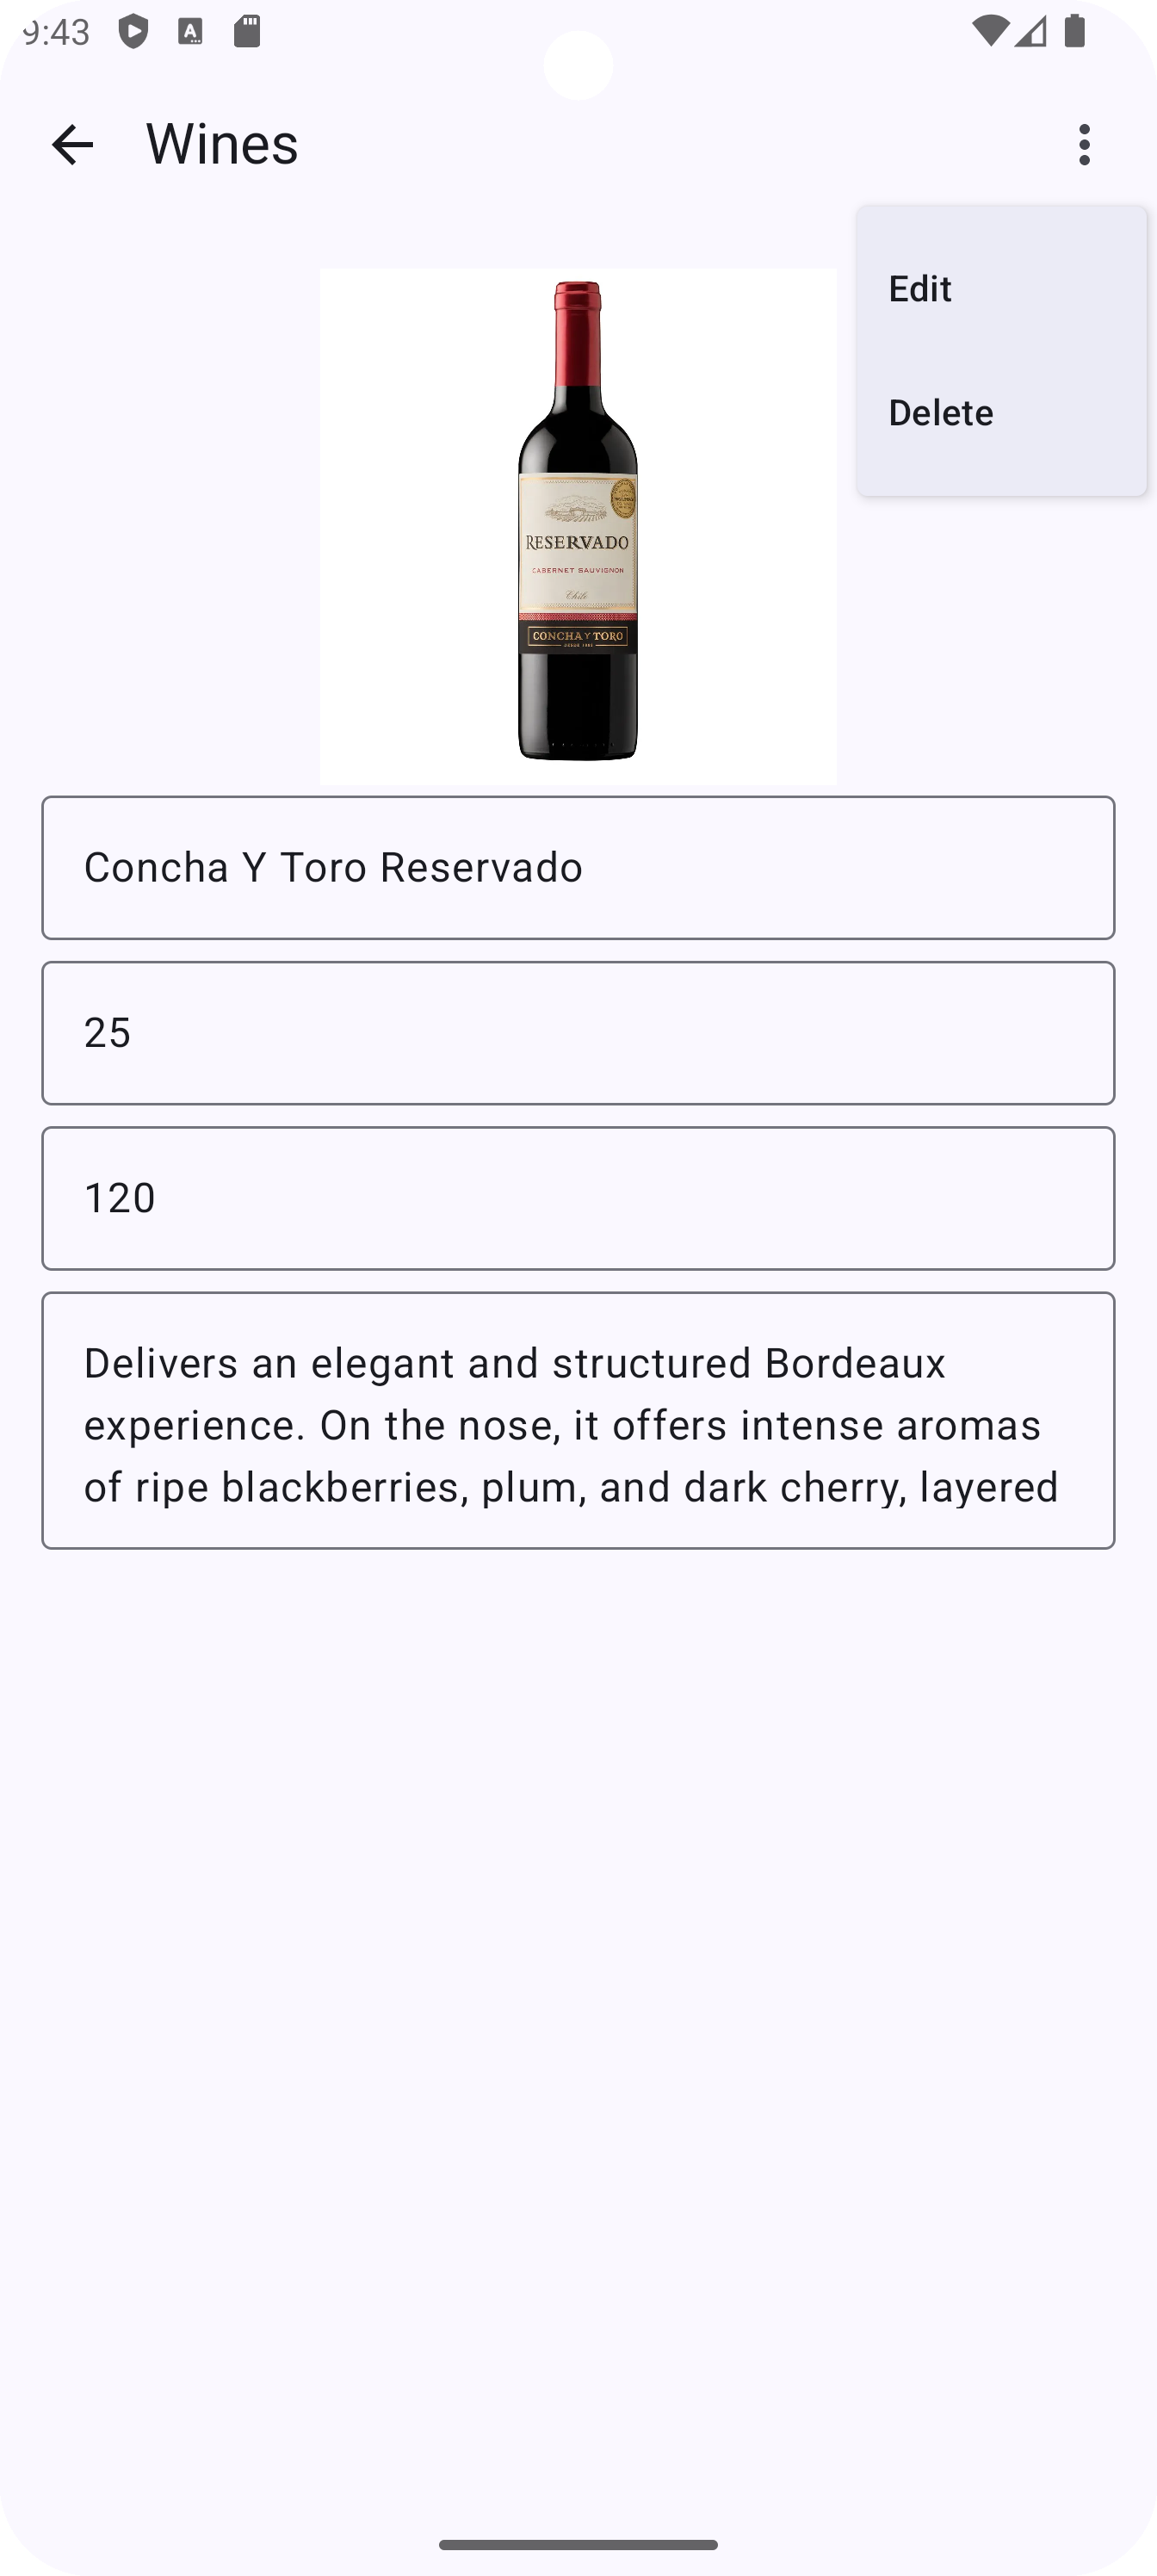 9:43
Wines
Edit
Delete
RESERVADO
CABERNET SAUVIGNON
Chile
CONCHA Y TORO
Concha Y Toro Reservado
25
120
Delivers an elegant and structured Bordeaux
experience. On the nose, it offers intense aromas
of ripe blackberries, plum, and dark cherry, layered